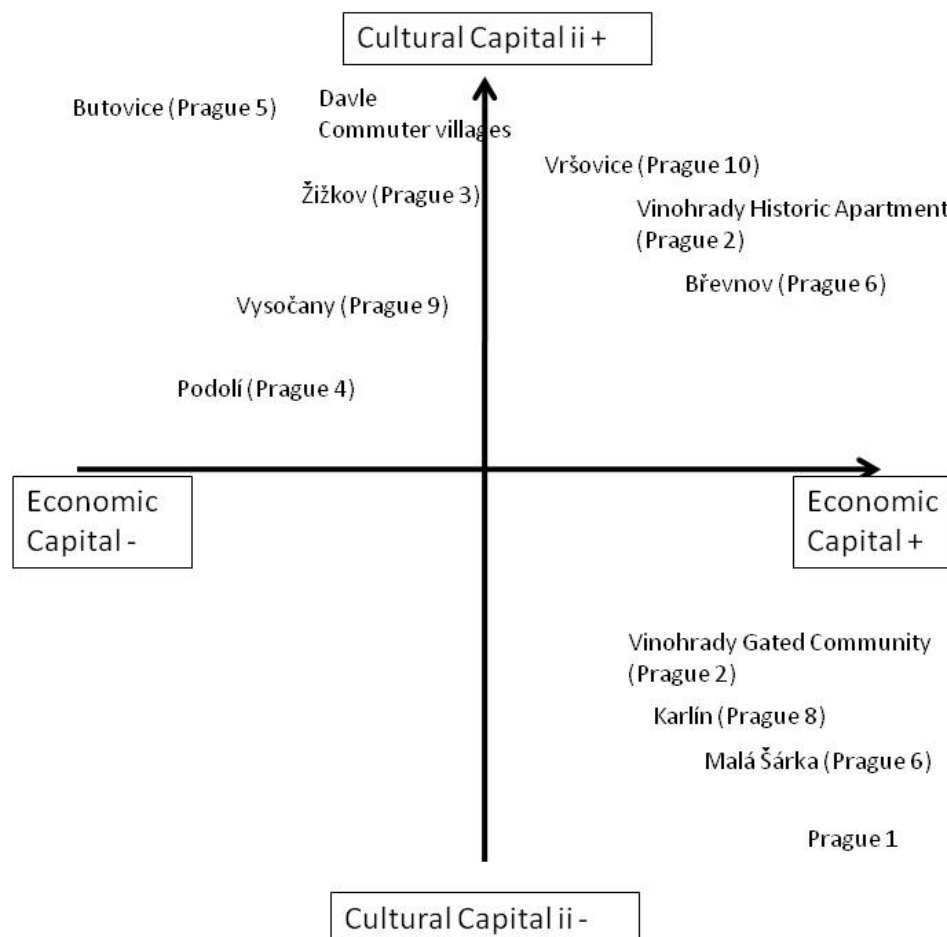 Cultural Capital ii +
Butovice (Prague 5)
Davle
Commuter villages
Vršovice (Prague 10)
Žižkov (Prague 3)
Vinohrady Historic Apartment
(Prague 2)
Břevnov (Prague 6)
Vysočany (Prague 9)
Podolí (Prague 4)
Economic
Capital -
Economic
Capital +
Vinohrady Gated Community
(Prague 2)
Karlín (Prague 8)
Malá Šárka (Prague 6)
Prague 1
Cultural Capital ii -